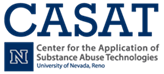 CASAT
N
Center for the Application of
Substance Abuse Technologies
University of Nevada, Reno